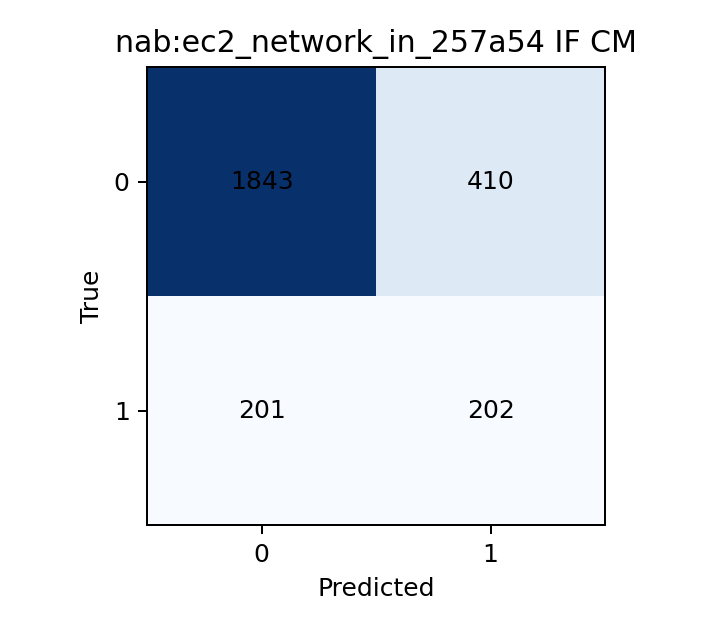 nab:ec2_network_in_257a54 IF CM
True
0
1843
410
1
201
202
0
1
Predicted